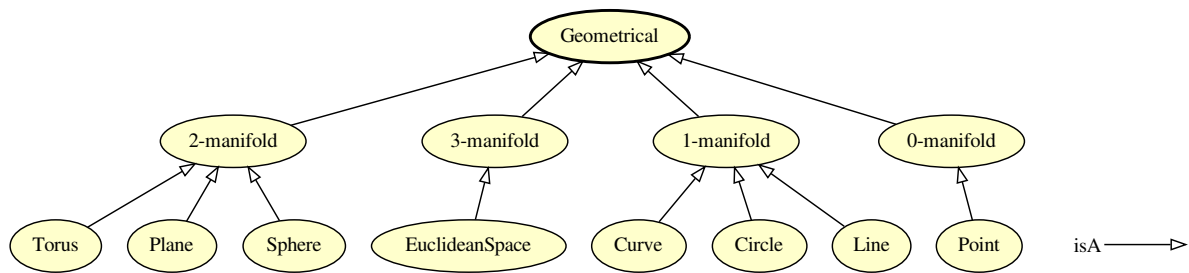 Geometrical
2-manifold
3-manifold
1-manifold
0-manifold
Torus
Plane
Sphere
EuclideanSpace
Curve
Circle
Line
Point
isA